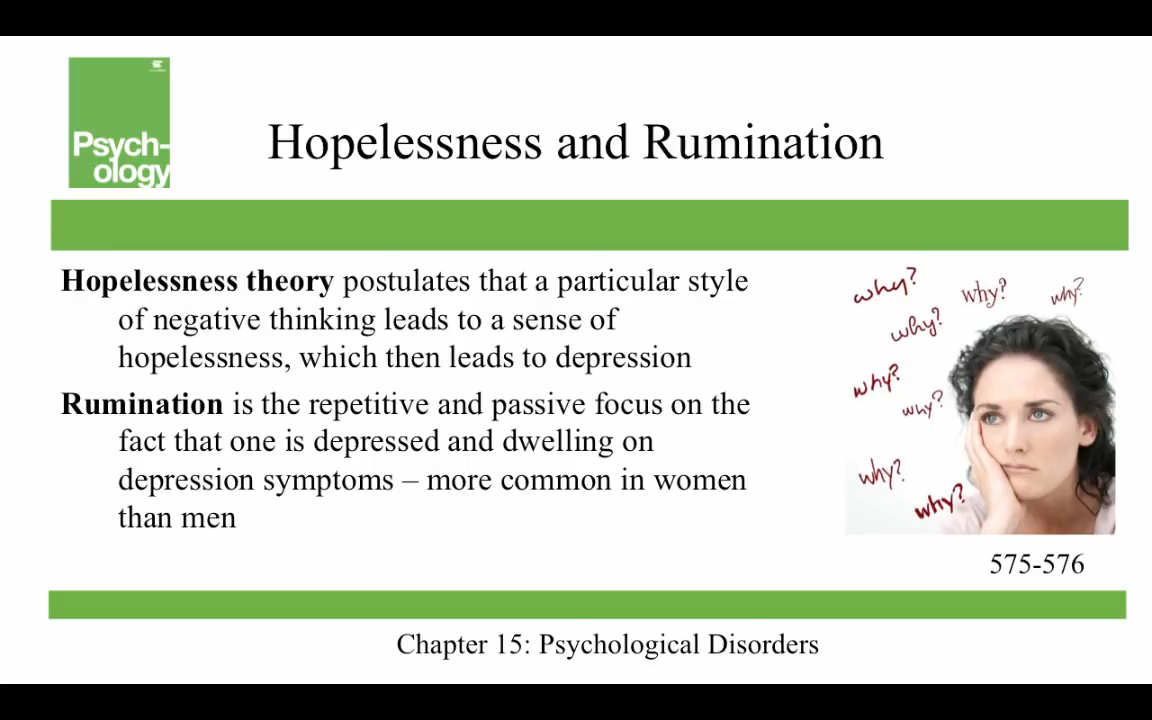 Psych-
ology
Hopelessness and Rumination
Hopelessness theory postulates that a particular style
of negative thinking leads to a sense of
hopelessness, which then leads to depression
Rumination is the repetitive and passive focus on the
fact that one is depressed and dwelling on
depression symptoms – more common in women
than men
why? why? why?
why?
why?
why?
why?
why?
575-576
Chapter 15: Psychological Disorders